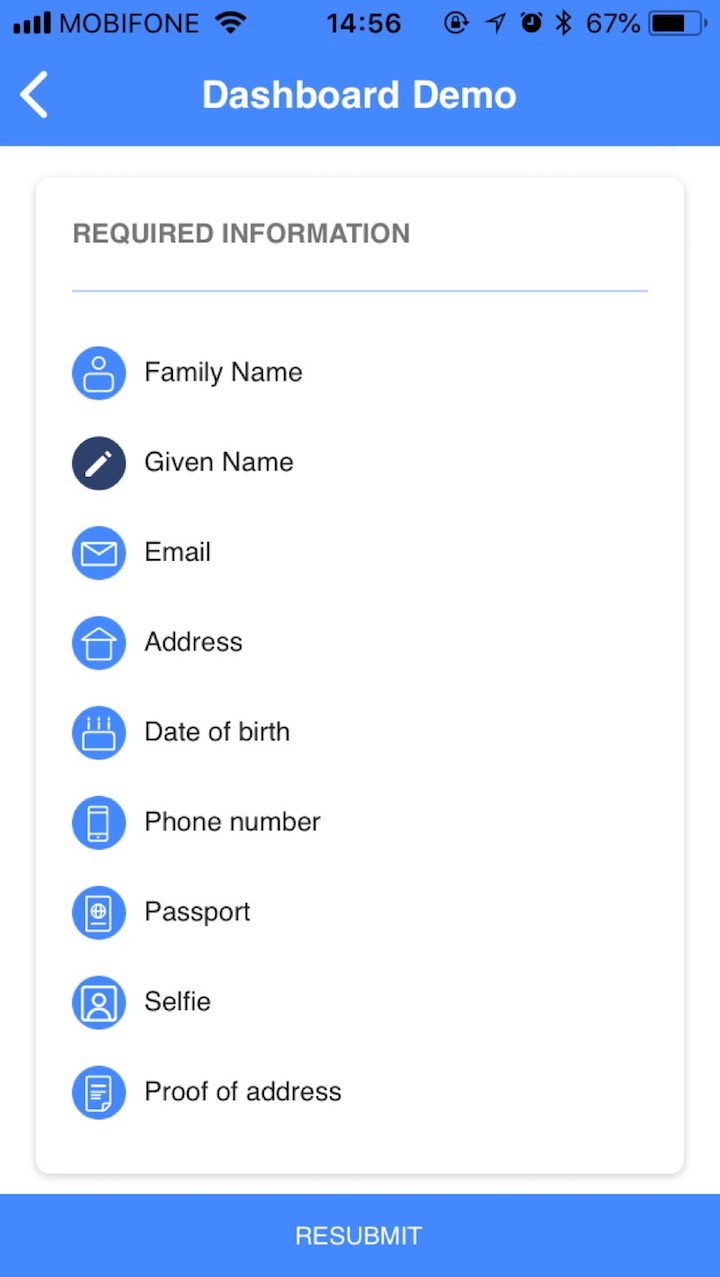 MOBIFONE 14:56 67%
Dashboard Demo
REQUIRED INFORMATION
Family Name
Given Name
Email
Address
Date of birth
Phone number
Passport
Selfie
Proof of address
RESUBMIT